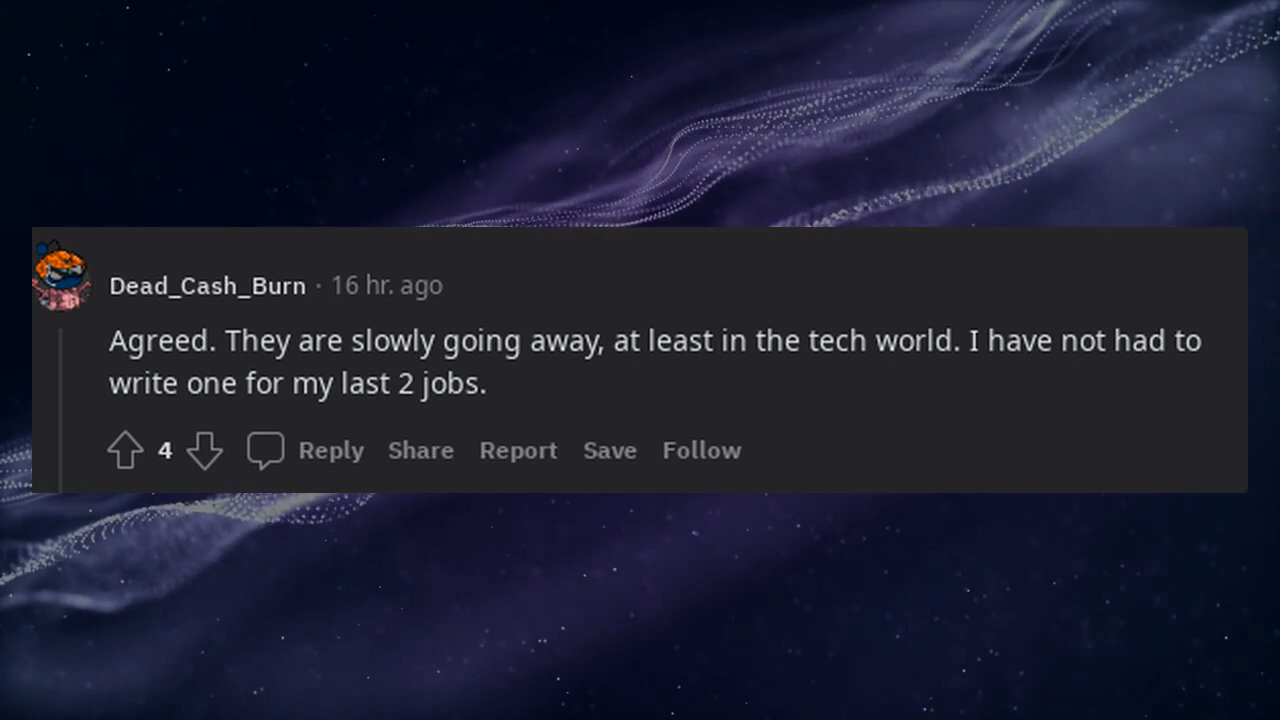 Dead_Cash_Burn · 16 hr. ago
Agreed. They are slowly going away, at least in the tech world. I have not had to
write one for my last 2 jobs.
4 Reply Share Report Save Follow